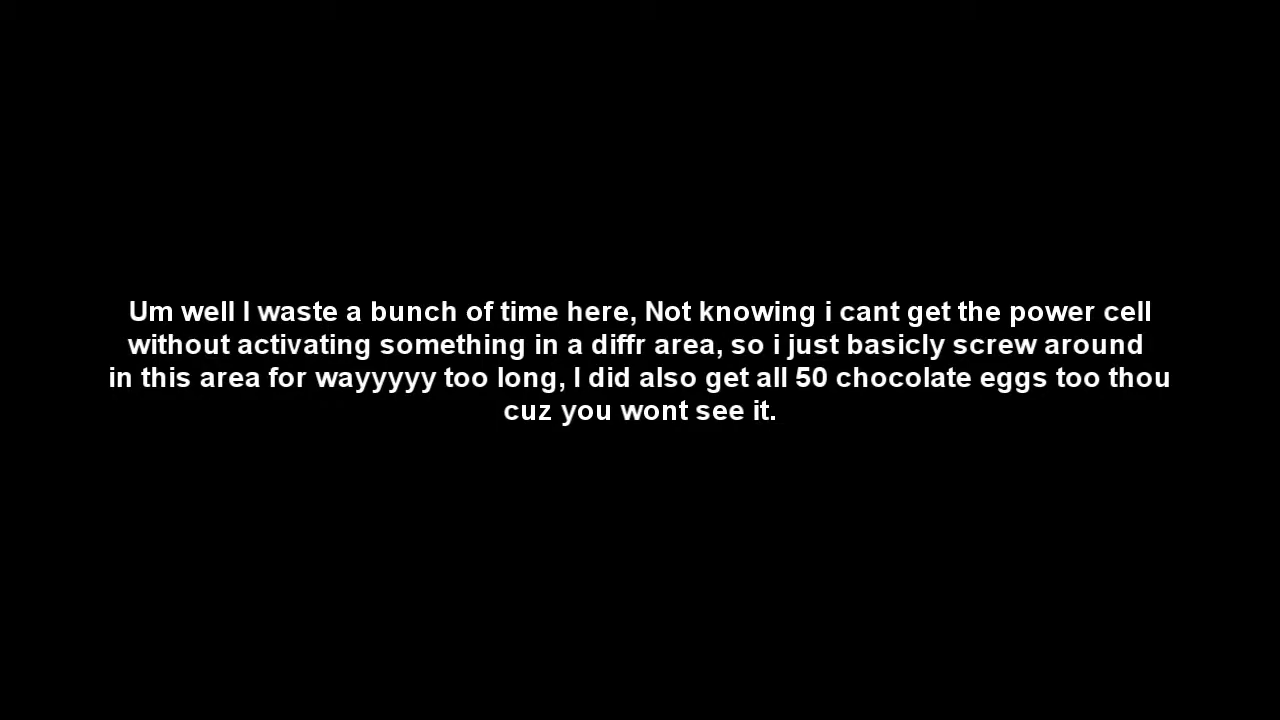 Um well I waste a bunch of time here, Not knowing i cant get the power cell
without activating something in a diffr area, so i just basicly screw around
in this area for wayyyyy too long, I did also get all 50 chocolate eggs too thou
cuz you wont see it.